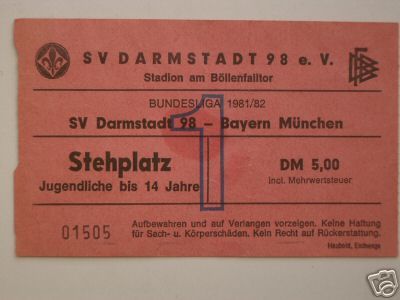 SV DARMSTADT 98 e. V.
Stadion am Böllenfalltor
BUNDESLIGA 1981/82
SV Darmstadt 98 – Bayern München
1
Stehplatz DM 5,00
Jugendliche bis 14 Jahre incl. Mehrwertsteuer
01505 Aufbewahren und auf Verlangen vorzeigen. Keine Haftung
für Sach- u. Körperschäden. Kein Recht auf Rückerstattung.